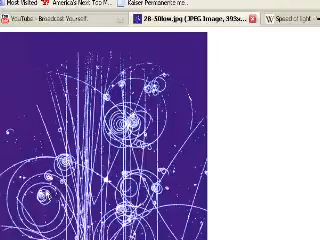 Most Visited America's Next Top M... Kaiser Permanente me..
YouTube - Broadcast Yourself. 28-50low.jpg (JPEG Image, 393x... Speed of light -